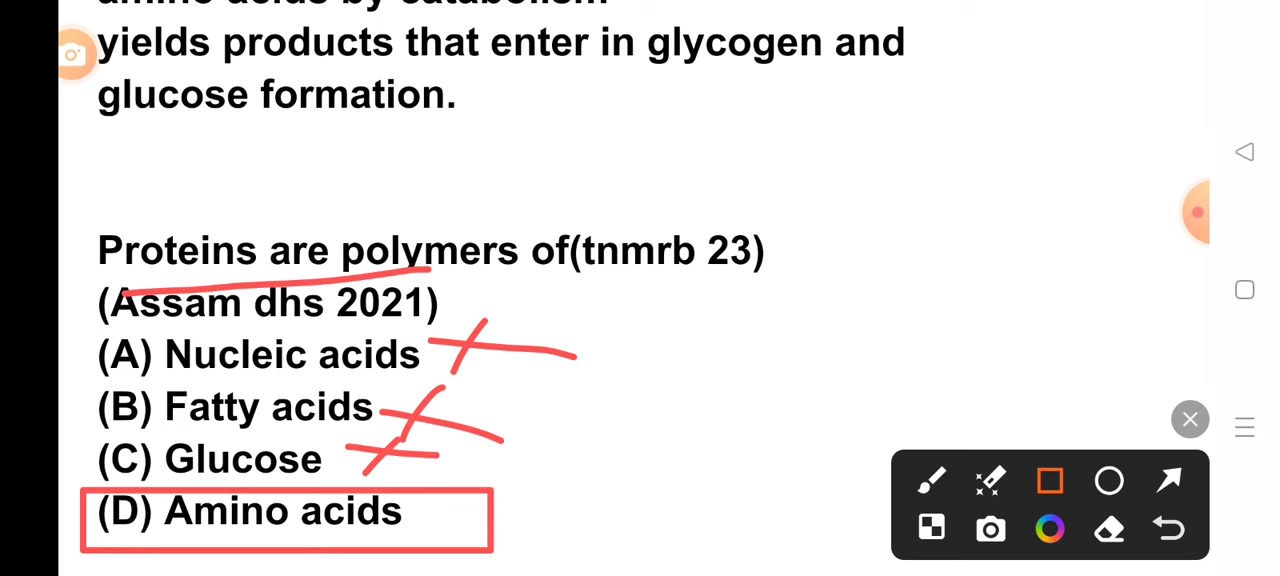 yields products that enter in glycogen and
glucose formation.
Proteins are polymers of(tnmrb 23)
(Assam dhs 2021)
(A) Nucleic acids
(B) Fatty acids
(C) Glucose
(D) Amino acids